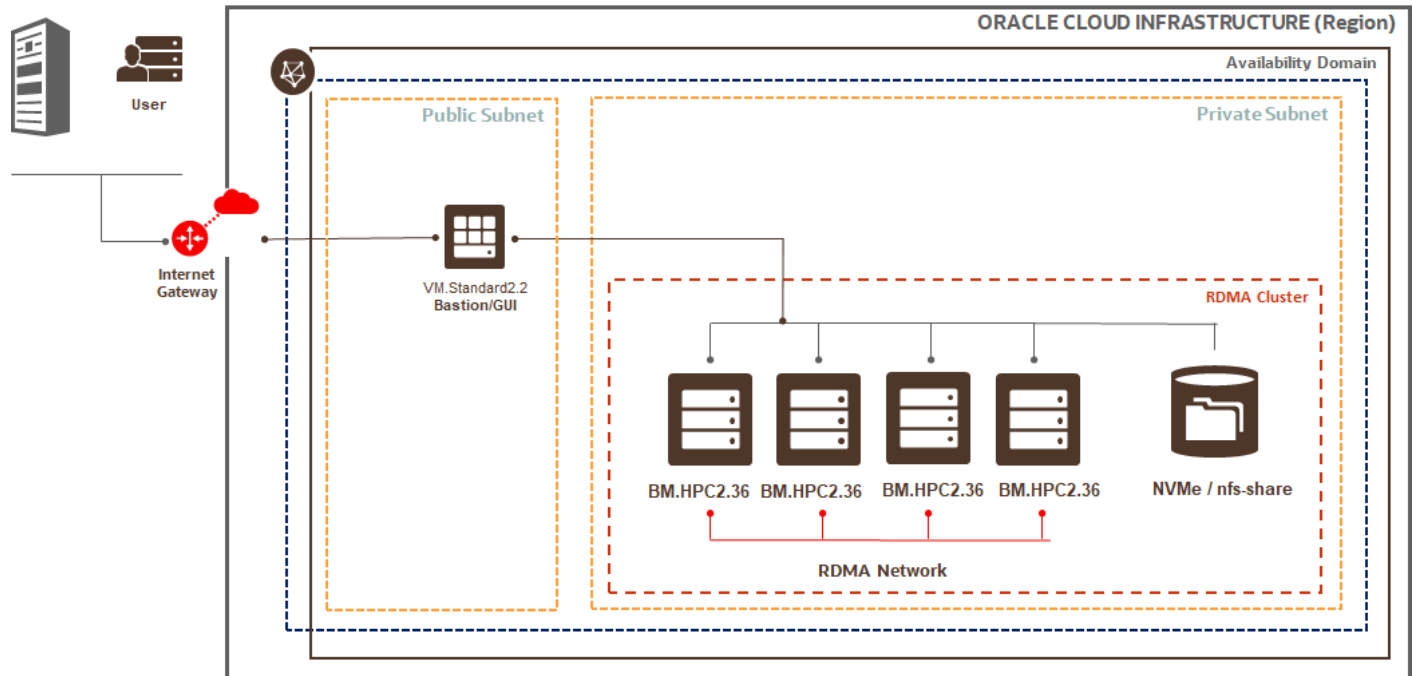 ORACLE CLOUD INFRASTRUCTURE (Region)
Availability Domain
User
Public Subnet
Private Subnet
Internet
Gateway
VM.Standard2.2
Bastion/GUI
RDMA Cluster
BM.HPC2.36
BM.HPC2.36
BM.HPC2.36
BM.HPC2.36
NVMe / nfs-share
RDMA Network